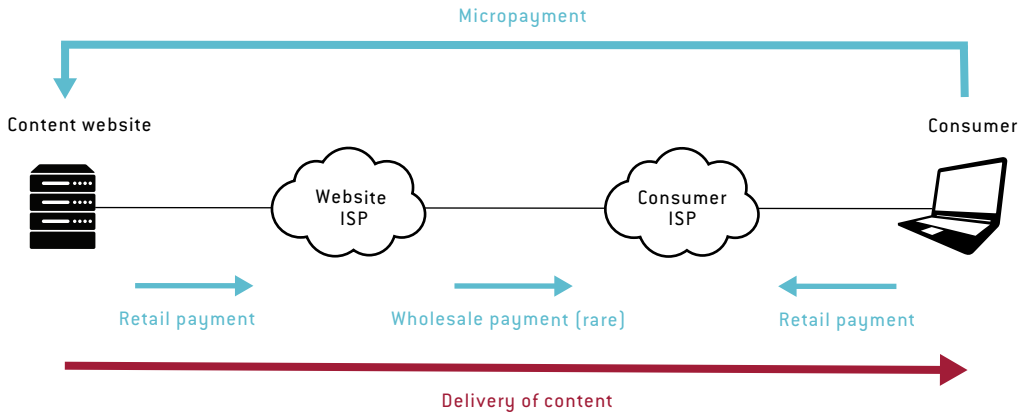 Micropayment
Content website
Consumer
Website
ISP
Consumer
ISP
Retail payment
Wholesale payment (rare)
Retail payment
Delivery of content